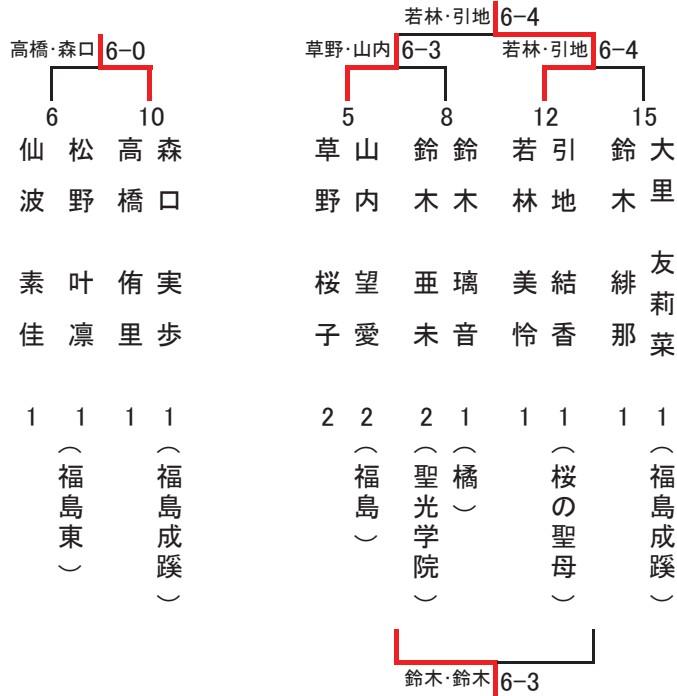 若林・引地 6-4
高橋・森口 6-0
草野・山内 6-3
若林・引地 6-4
6
10
5
8
12
15
仙波 素佳 1
松野 叶凛 1
（福島東）
高橋 侑里 1
森口 実歩 1
（福島成蹊）
草野 桜子 2
山内 望愛 2
（福島）
鈴木 亜未 2
（聖光学院）
鈴木 璃音 1
（橘）
若林 美怜 1
引地 結香 1
（桜の聖母）
鈴木 緋那 1
大里 友莉菜 1
（福島成蹊）
鈴木・鈴木 6-3